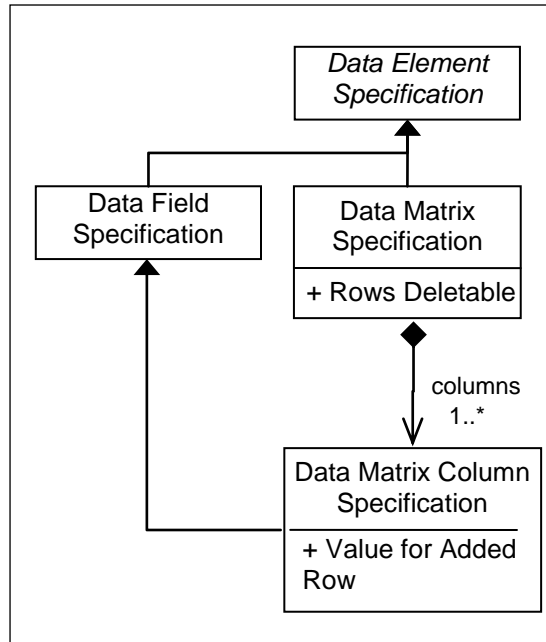 Data Element
Specification
Data Field
Specification
Data Matrix
Specification
+ Rows Deletable
columns
1..*
Data Matrix Column
Specification
+ Value for Added
Row